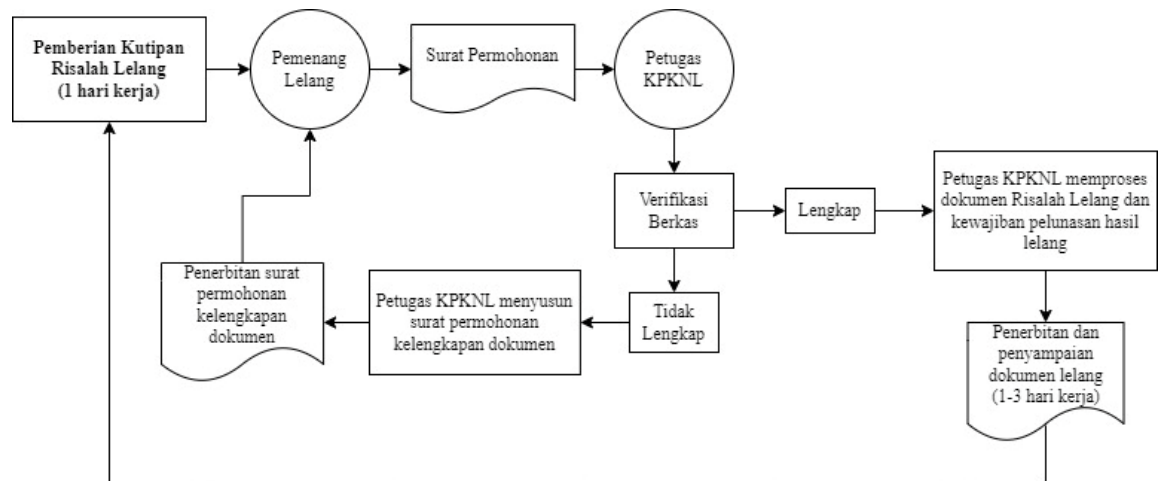 Pemberian Kutipan
Risalah Lelang
(1 hari kerja)
Pemenang
Lelang
Surat Permohonan
Petugas
KPKNL
Verifikasi
Berkas
Lengkap
Petugas KPKNL memproses
dokumen Risalah Lelang dan
kewajiban pelunasan hasil
lelang
Tidak
Lengkap
Petugas KPKNL menyusun
surat permohonan
kelengkapan dokumen
Penerbitan surat
permohonan
kelengkapan
dokumen
Penerbitan dan
penyampaian
dokumen lelang
(1-3 hari kerja)